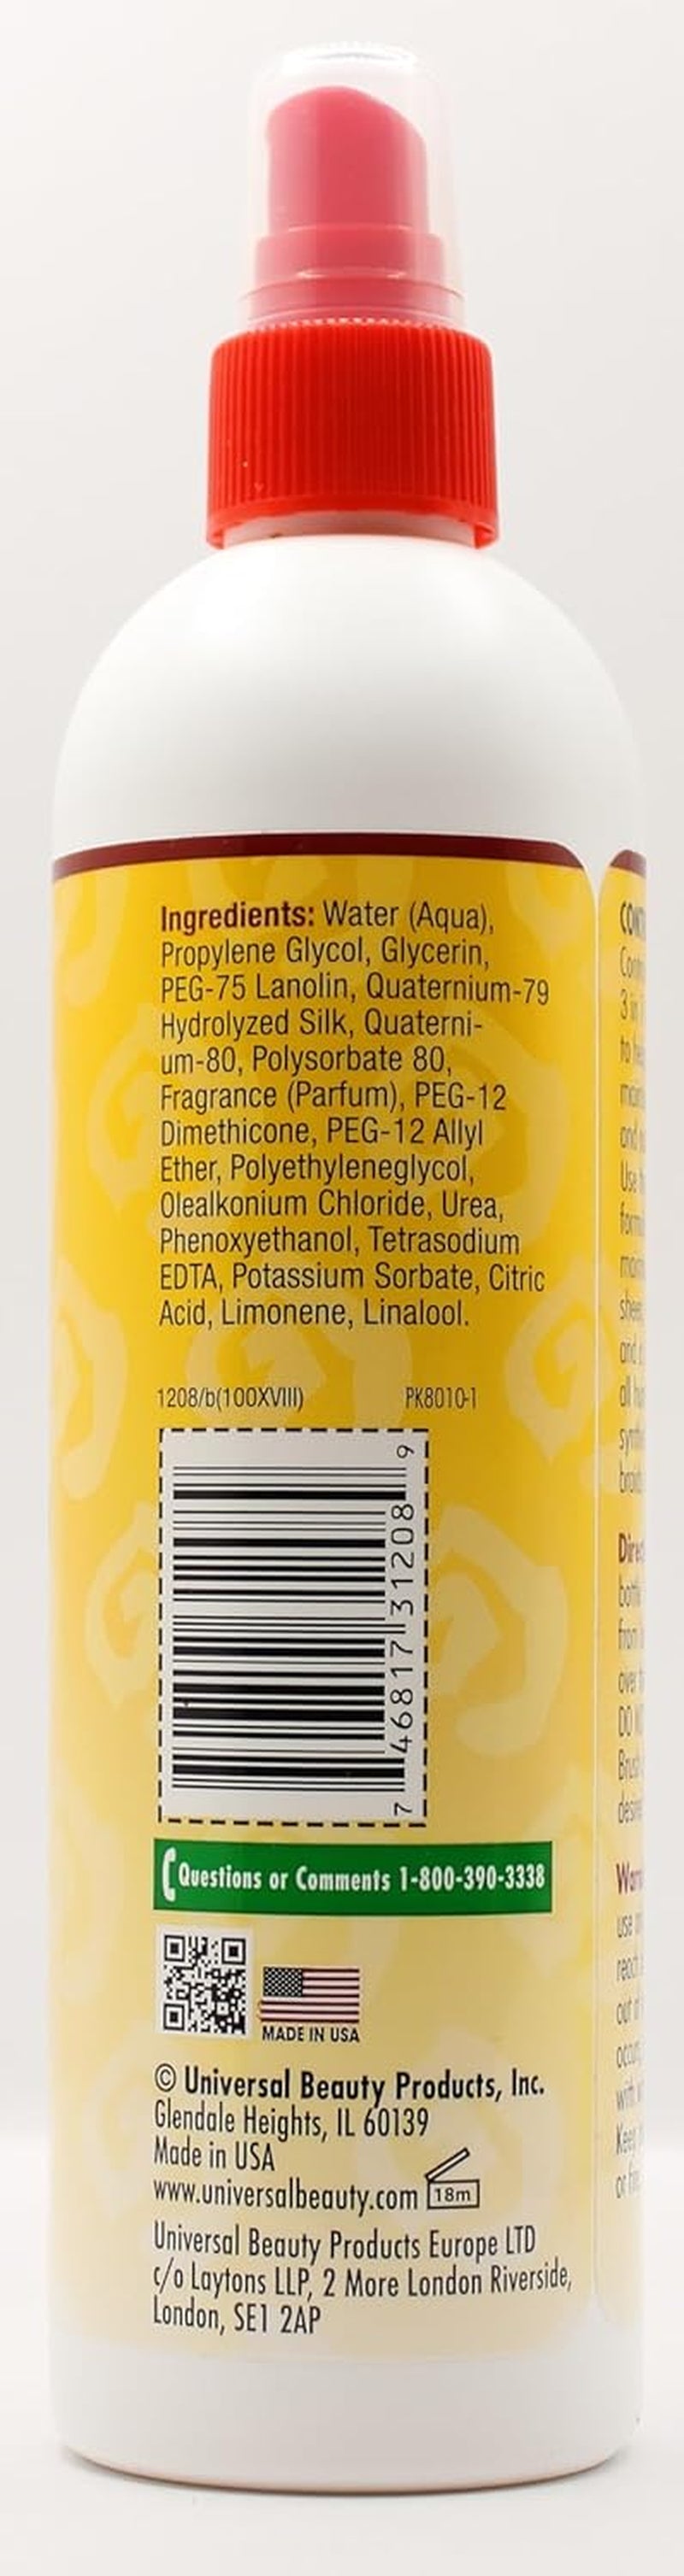 Ingredients: Water (Aqua),
Propylene Glycol, Glycerin,
PEG-75 Lanolin, Quaternium-79
Hydrolyzed Silk, Quaterni-
um-80, Polysorbate 80,
Fragrance (Parfum), PEG-12
Dimethicone, PEG-12 Allyl
Ether, Polyethyleneglycol,
Olealkonium Chloride, Urea,
Phenoxyethanol, Tetrasodium
EDTA, Potassium Sorbate, Citric
Acid, Limonene, Linalool.
1208/b(100XVIII) PK8010-1
7 46817 31208 9
Questions or Comments 1-800-390-3338
MADE IN USA
© Universal Beauty Products, Inc.
Glendale Heights, IL 60139
Made in USA
www.universalbeauty.com 18m
Universal Beauty Products Europe LTD
c/o Laytons LLP, 2 More London Riverside,
London, SE1 2AP